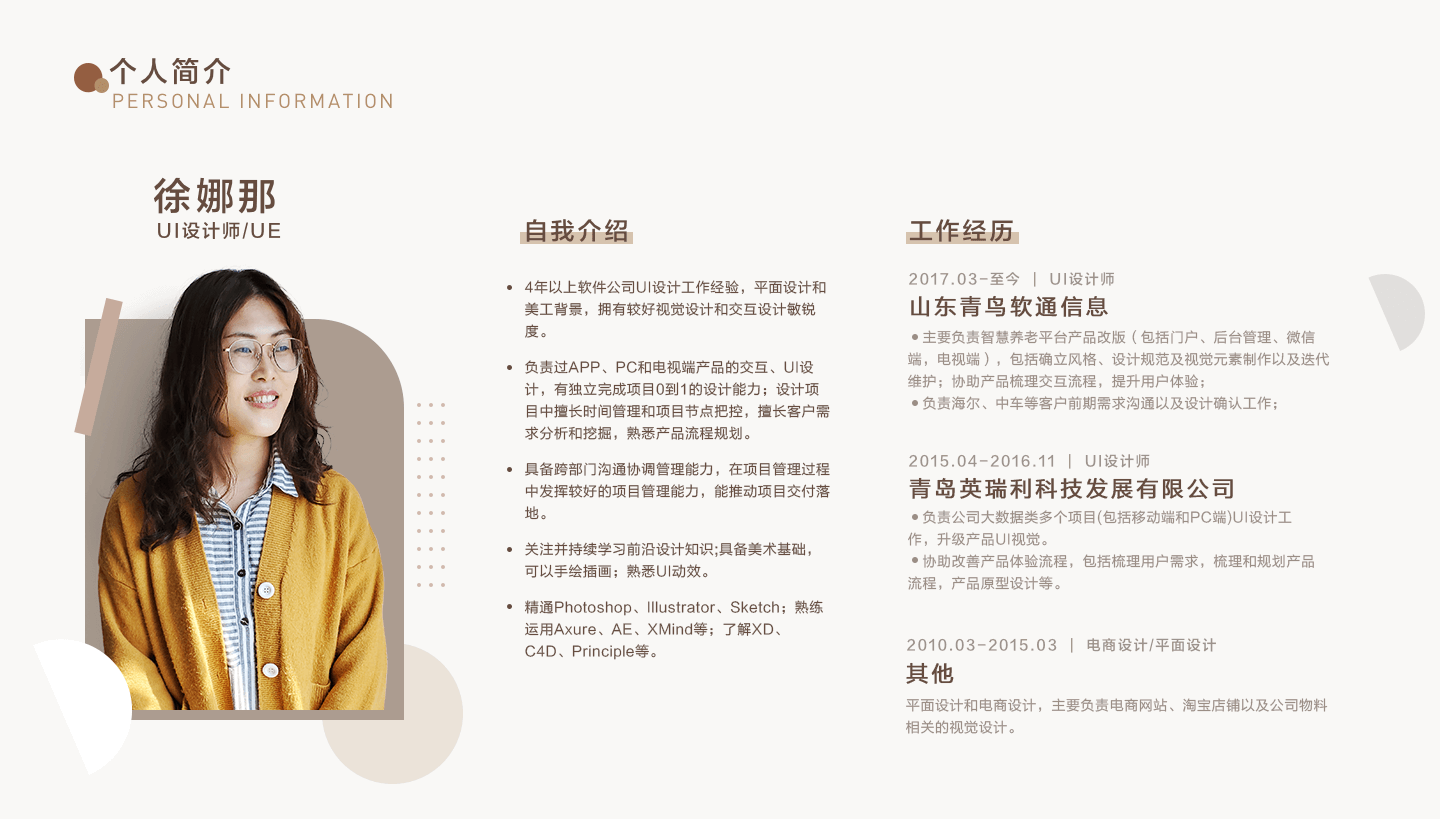 个人简介
PERSONAL INFORMATION
徐娜那
UI设计师/UE
自我介绍
• 4年以上软件公司UI设计工作经验，平面设计和
美工背景，拥有较好视觉设计和交互设计敏锐
度。
• 负责过APP、PC和电视端产品的交互、UI设
计，有独立完成项目0到1的设计能力；设计项
目中擅长时间管理和项目节点把控，擅长客户需
求分析和挖掘，熟悉产品流程规划。
• 具备跨部门沟通协调管理能力，在项目管理过程
中发挥较好的项目管理能力，能推动项目交付落
地。
• 关注并持续学习前沿设计知识;具备美术基础，
可以手绘插画；熟悉UI动效。
• 精通Photoshop、Illustrator、Sketch；熟练
运用Axure、AE、XMind等；了解XD、
C4D、Principle等。
工作经历
2017.03-至今 ｜ UI设计师
山东青鸟软通信息
•主要负责智慧养老平台产品改版（包括门户、后台管理、微信
端，电视端），包括确立风格、设计规范及视觉元素制作以及迭代
维护；协助产品梳理交互流程，提升用户体验；
•负责海尔、中车等客户前期需求沟通以及设计确认工作；
2015.04-2016.11 ｜ UI设计师
青岛英瑞利科技发展有限公司
•负责公司大数据类多个项目(包括移动端和PC端)UI设计工
作，升级产品UI视觉。
•协助改善产品体验流程，包括梳理用户需求，梳理和规划产品
流程，产品原型设计等。
2010.03-2015.03 ｜ 电商设计/平面设计
其他
平面设计和电商设计，主要负责电商网站、淘宝店铺以及公司物料
相关的视觉设计。